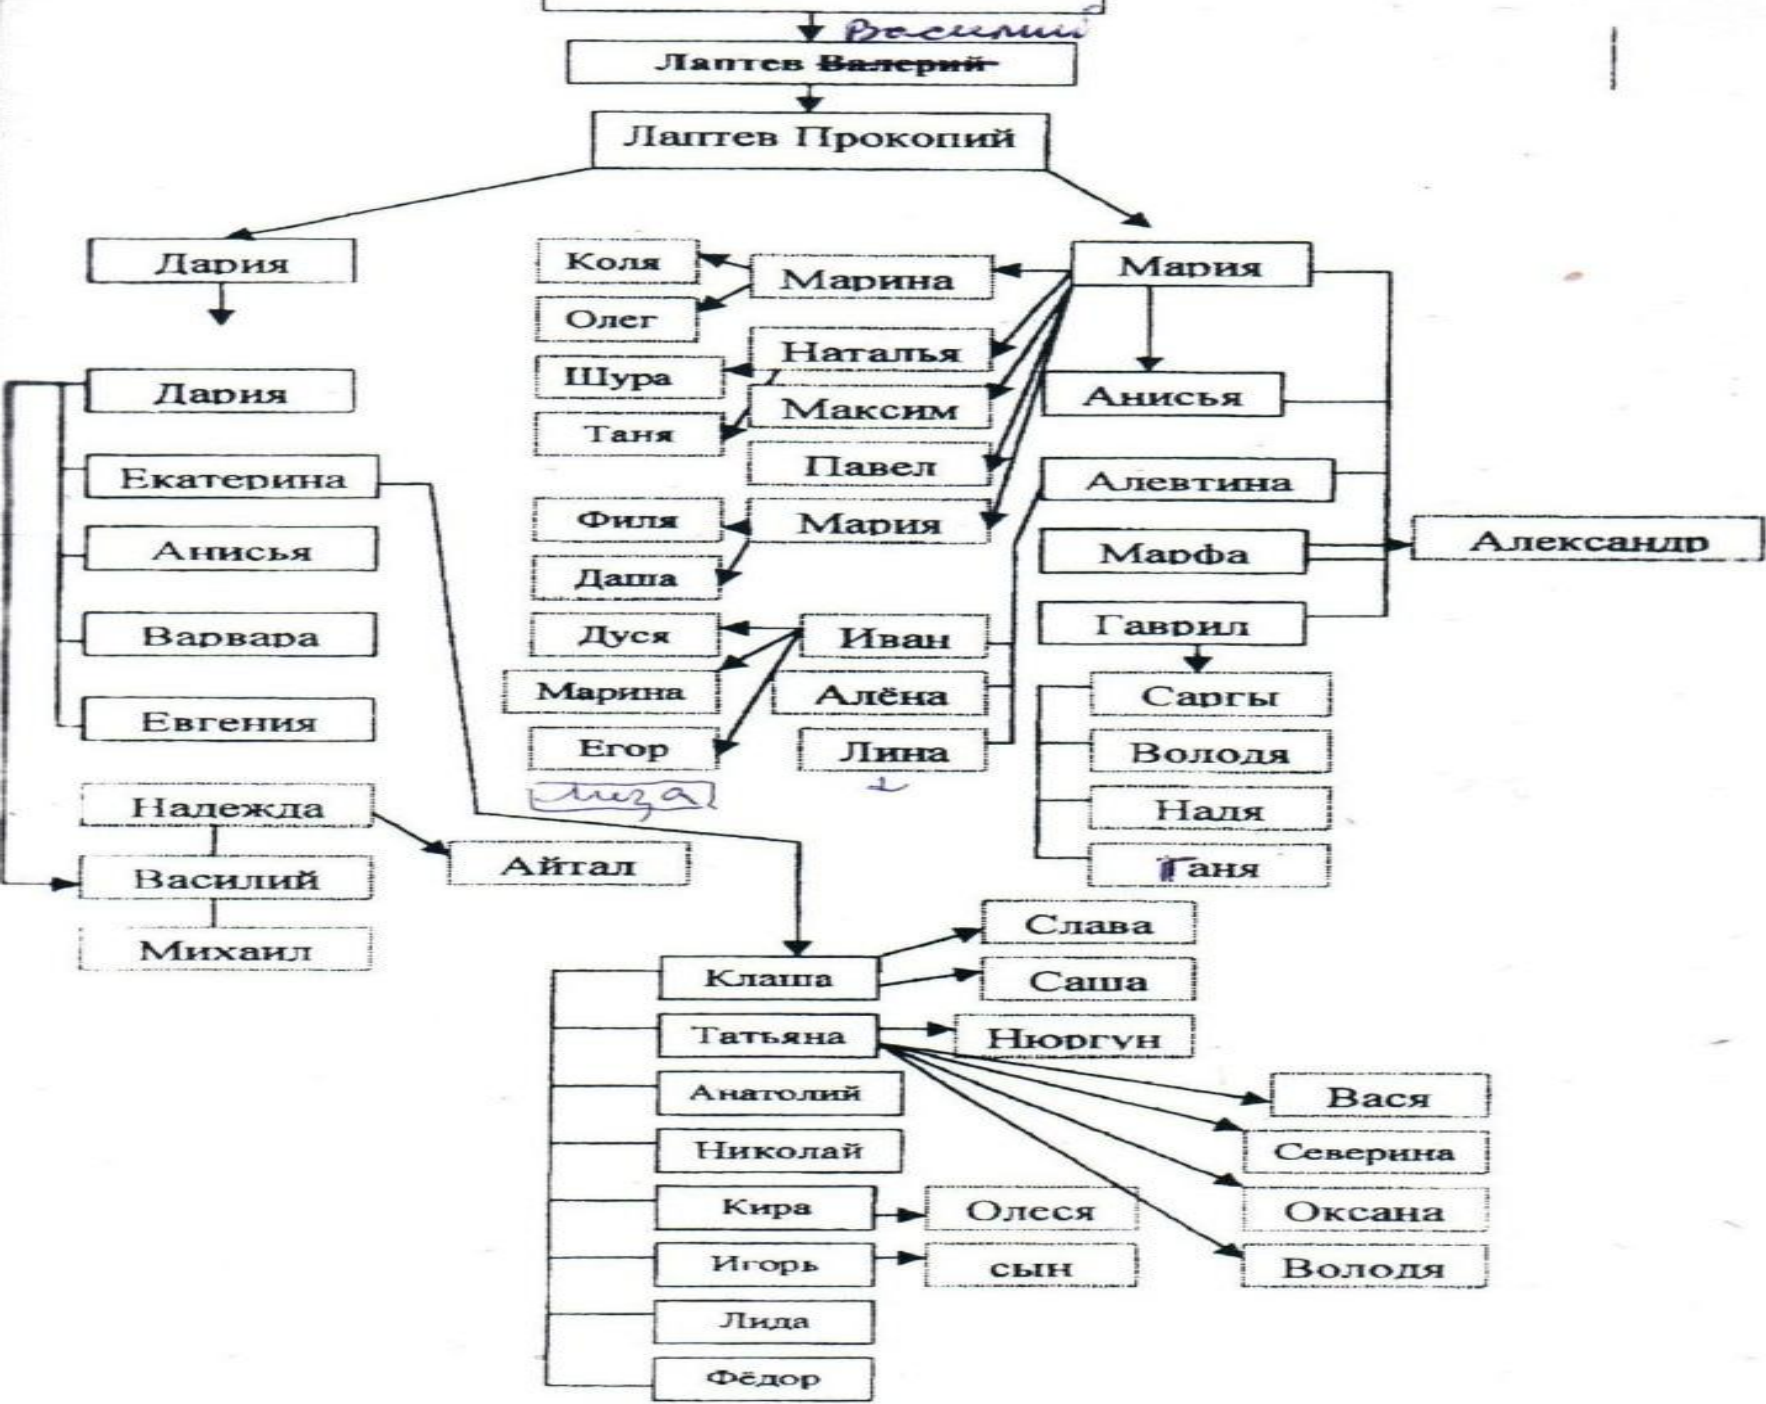 Василий
Лаптев Валерий
Лаптев Прокопий
Дария
Дария
Екатерина
Анисья
Варвара
Евгения
Надежда
Василий
Михаил
Айтал
Коля
Олег
Шура
Таня
Филя
Даша
Дуся
Марина
Егор
Лиза
Марина
Наталья
Максим
Павел
Мария
Иван
Алёна
Лина
Мария
Анисья
Алевтина
Марфа
Гаврил
Александр
Саргы
Володя
Надя
Таня
Клаша
Татьяна
Анатолий
Николай
Кира
Игорь
Лида
Фёдор
Слава
Саша
Нюргун
Олеся
сын
Вася
Северина
Оксана
Володя